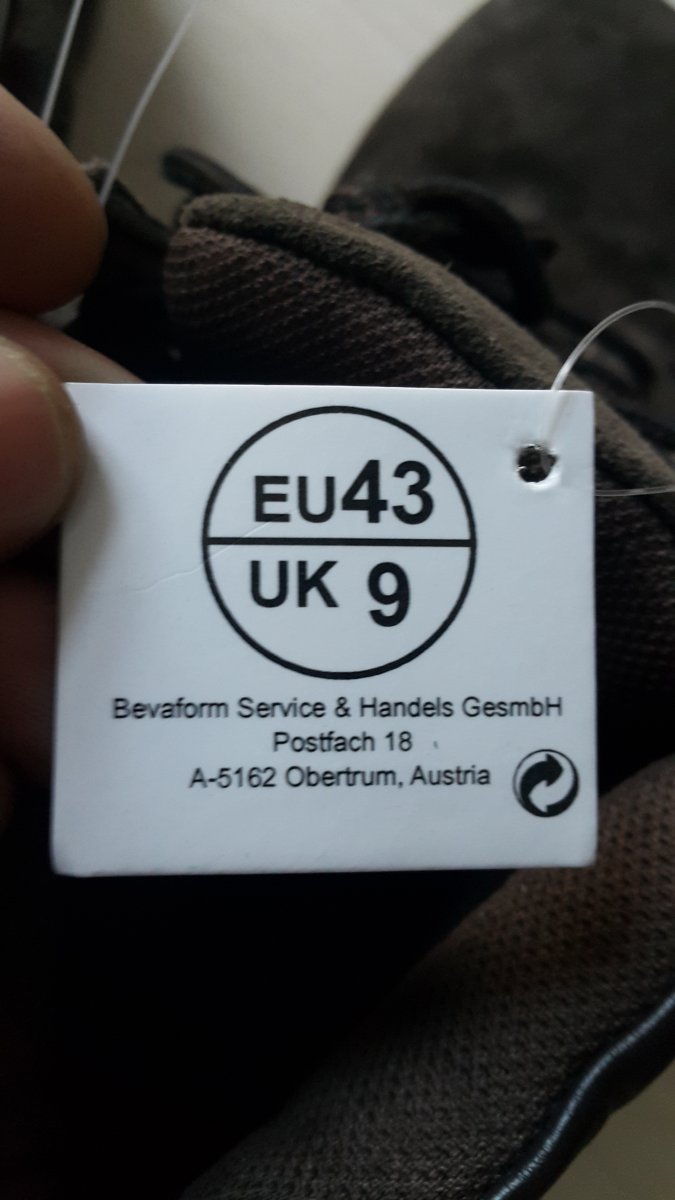 EU43
UK 9
Bevaform Service & Handels GesmbH
Postfach 18
A-5162 Obertrum, Austria